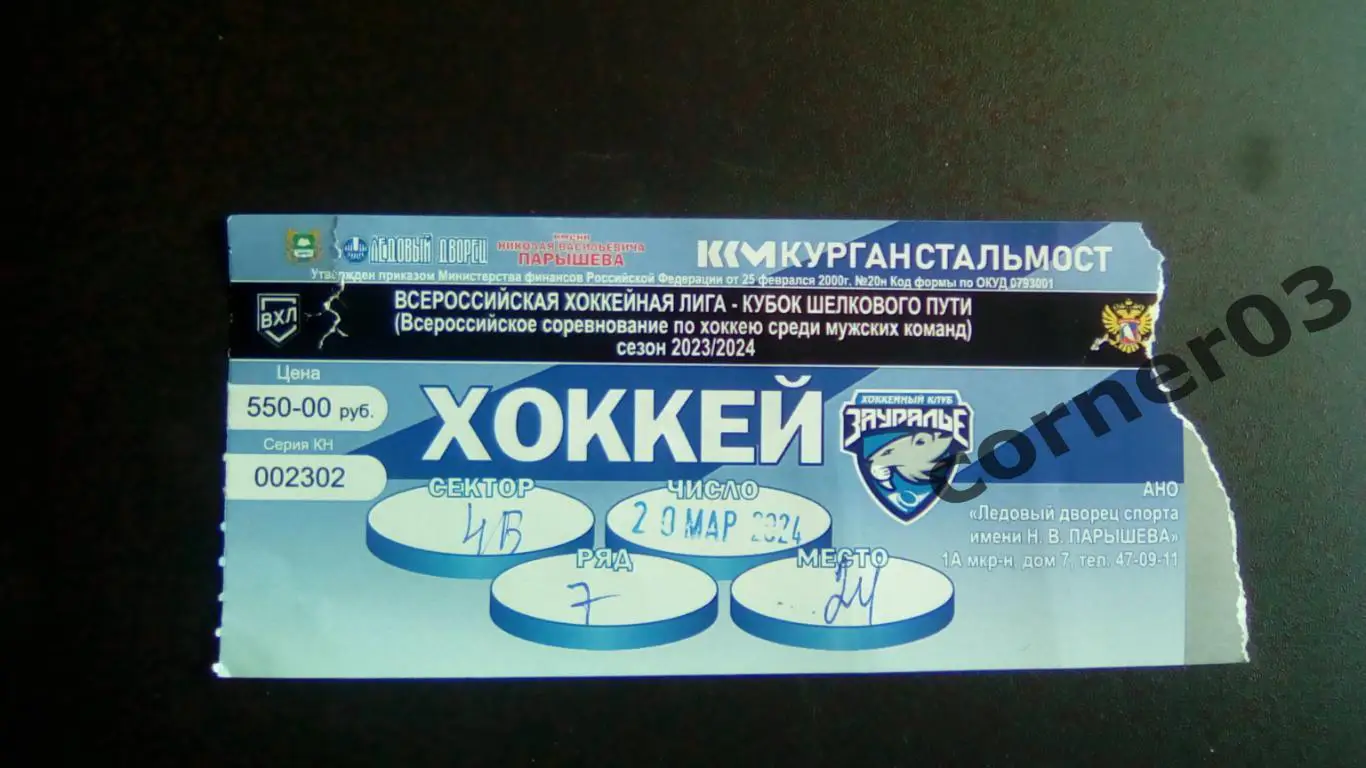 ЛЕДОВЫЙ ДВОРЕЦ
ИМЕНИ
НИКОЛАЯ ВАСИЛЬЕВИЧА
ПАРЫШЕВА
КСМ КУРГАНСТАЛЬМОСТ
Утвержден приказом Министерства финансов Российской Федерации от 25 феврался 2000г. №20н Код формы по ОКУД 0793001
ВХЛ
ВСЕРОССИЙСКАЯ ХОККЕЙНАЯ ЛИГА - КУБОК ШЕЛКОВОГО ПУТИ
(Всероссийское соревнование по хоккею среди мужских команд)
сезон 2023/2024
Цена
550-00 руб.
Серия КН
002302
ХОККЕЙ
ХОККЕЙНЫЙ КЛУБ
ЗАУРАЛЬЕ
СЕКТОР
4В
ЧИСЛО
20 МАР 2024
РЯД
7
МЕСТО
24
АНО
«Ледовый дворец спорта
имени Н. В. ПАРЫШЕВА»
1А мкр-н, дом 7, тел. 47-09-11
corner03